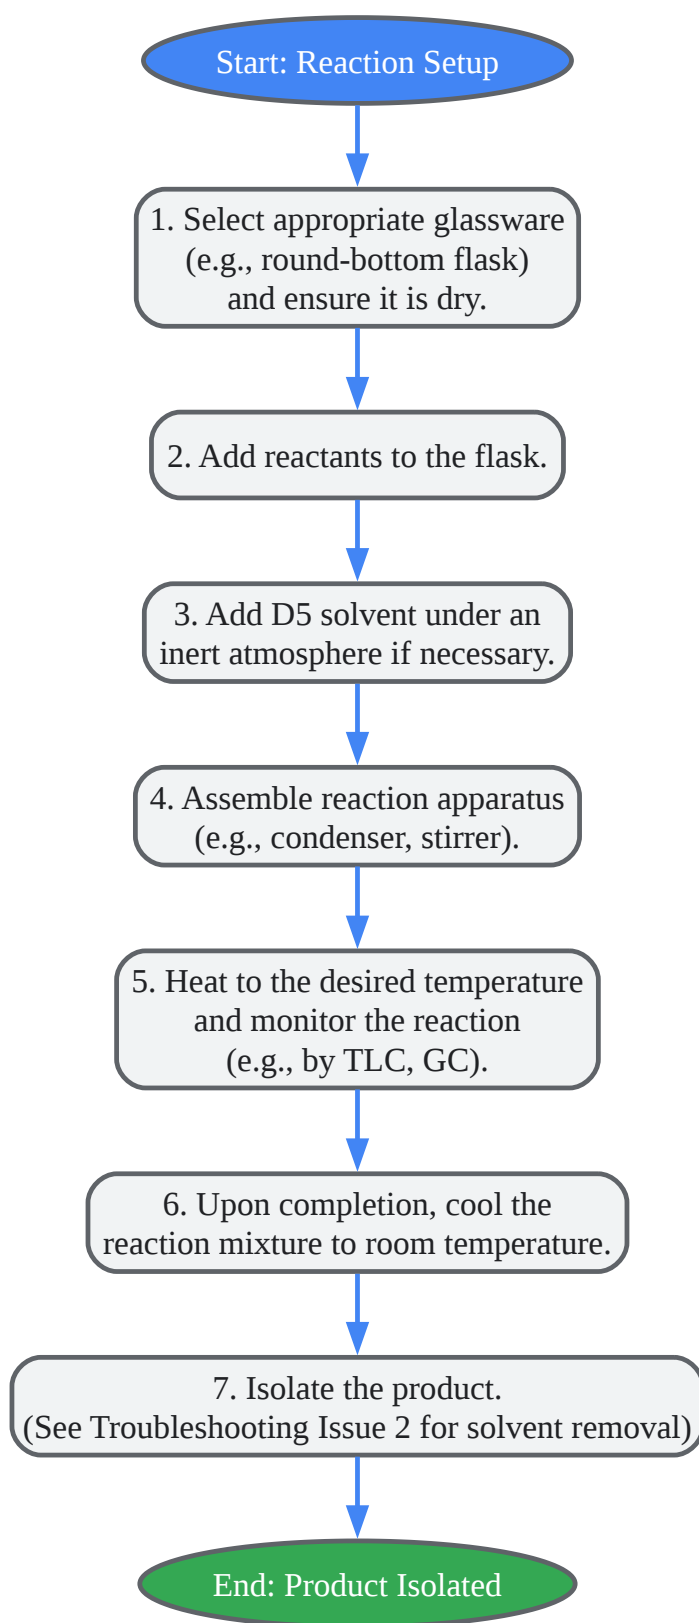 Start: Reaction Setup
1. Select appropriate glassware
(e.g., round-bottom flask)
and ensure it is dry.
2. Add reactants to the flask.
3. Add D5 solvent under an
inert atmosphere if necessary.
4. Assemble reaction apparatus
(e.g., condenser, stirrer).
5. Heat to the desired temperature
and monitor the reaction
(e.g., by TLC, GC).
6. Upon completion, cool the
reaction mixture to room temperature.
7. Isolate the product.
(See Troubleshooting Issue 2 for solvent removal)
End: Product Isolated